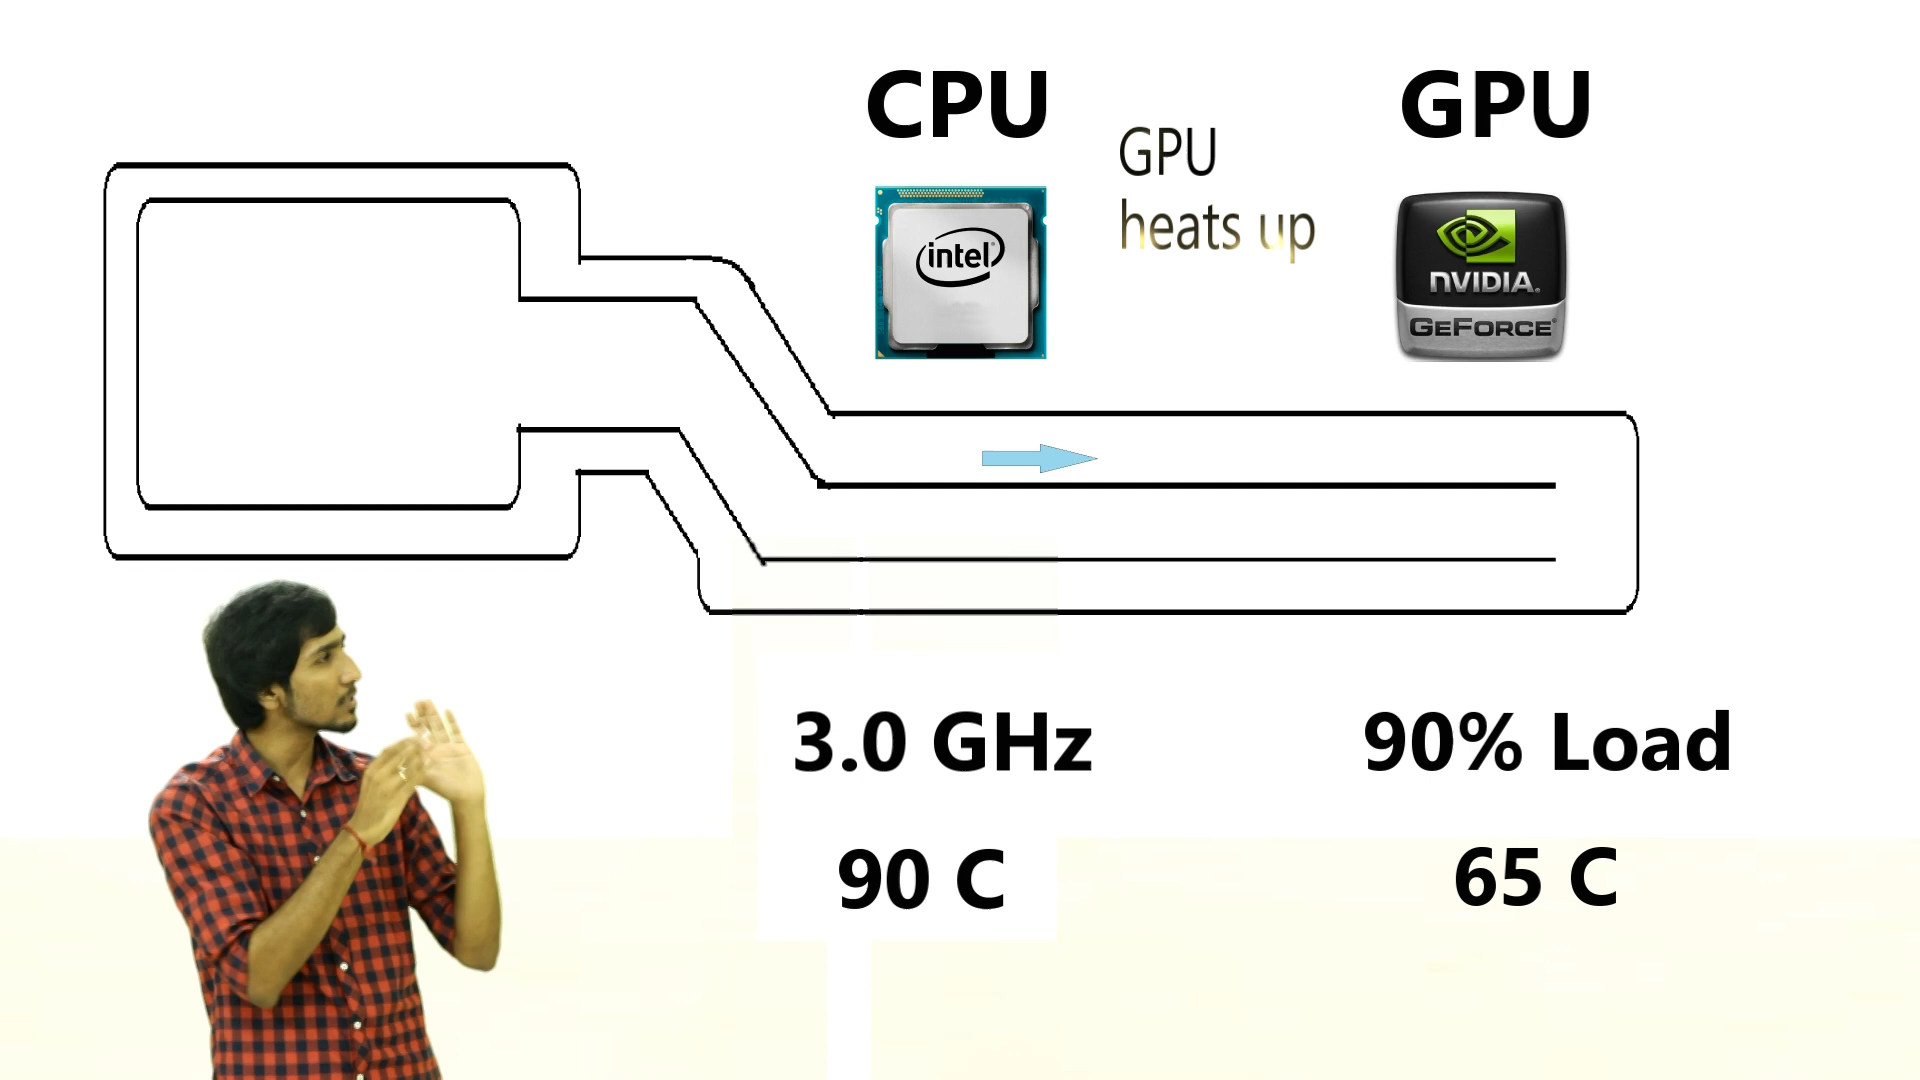 CPU
GPU
GPU
heats up
intel
NVIDIA.
GEFORCE
3.0 GHz
90% Load
90 C
65 C